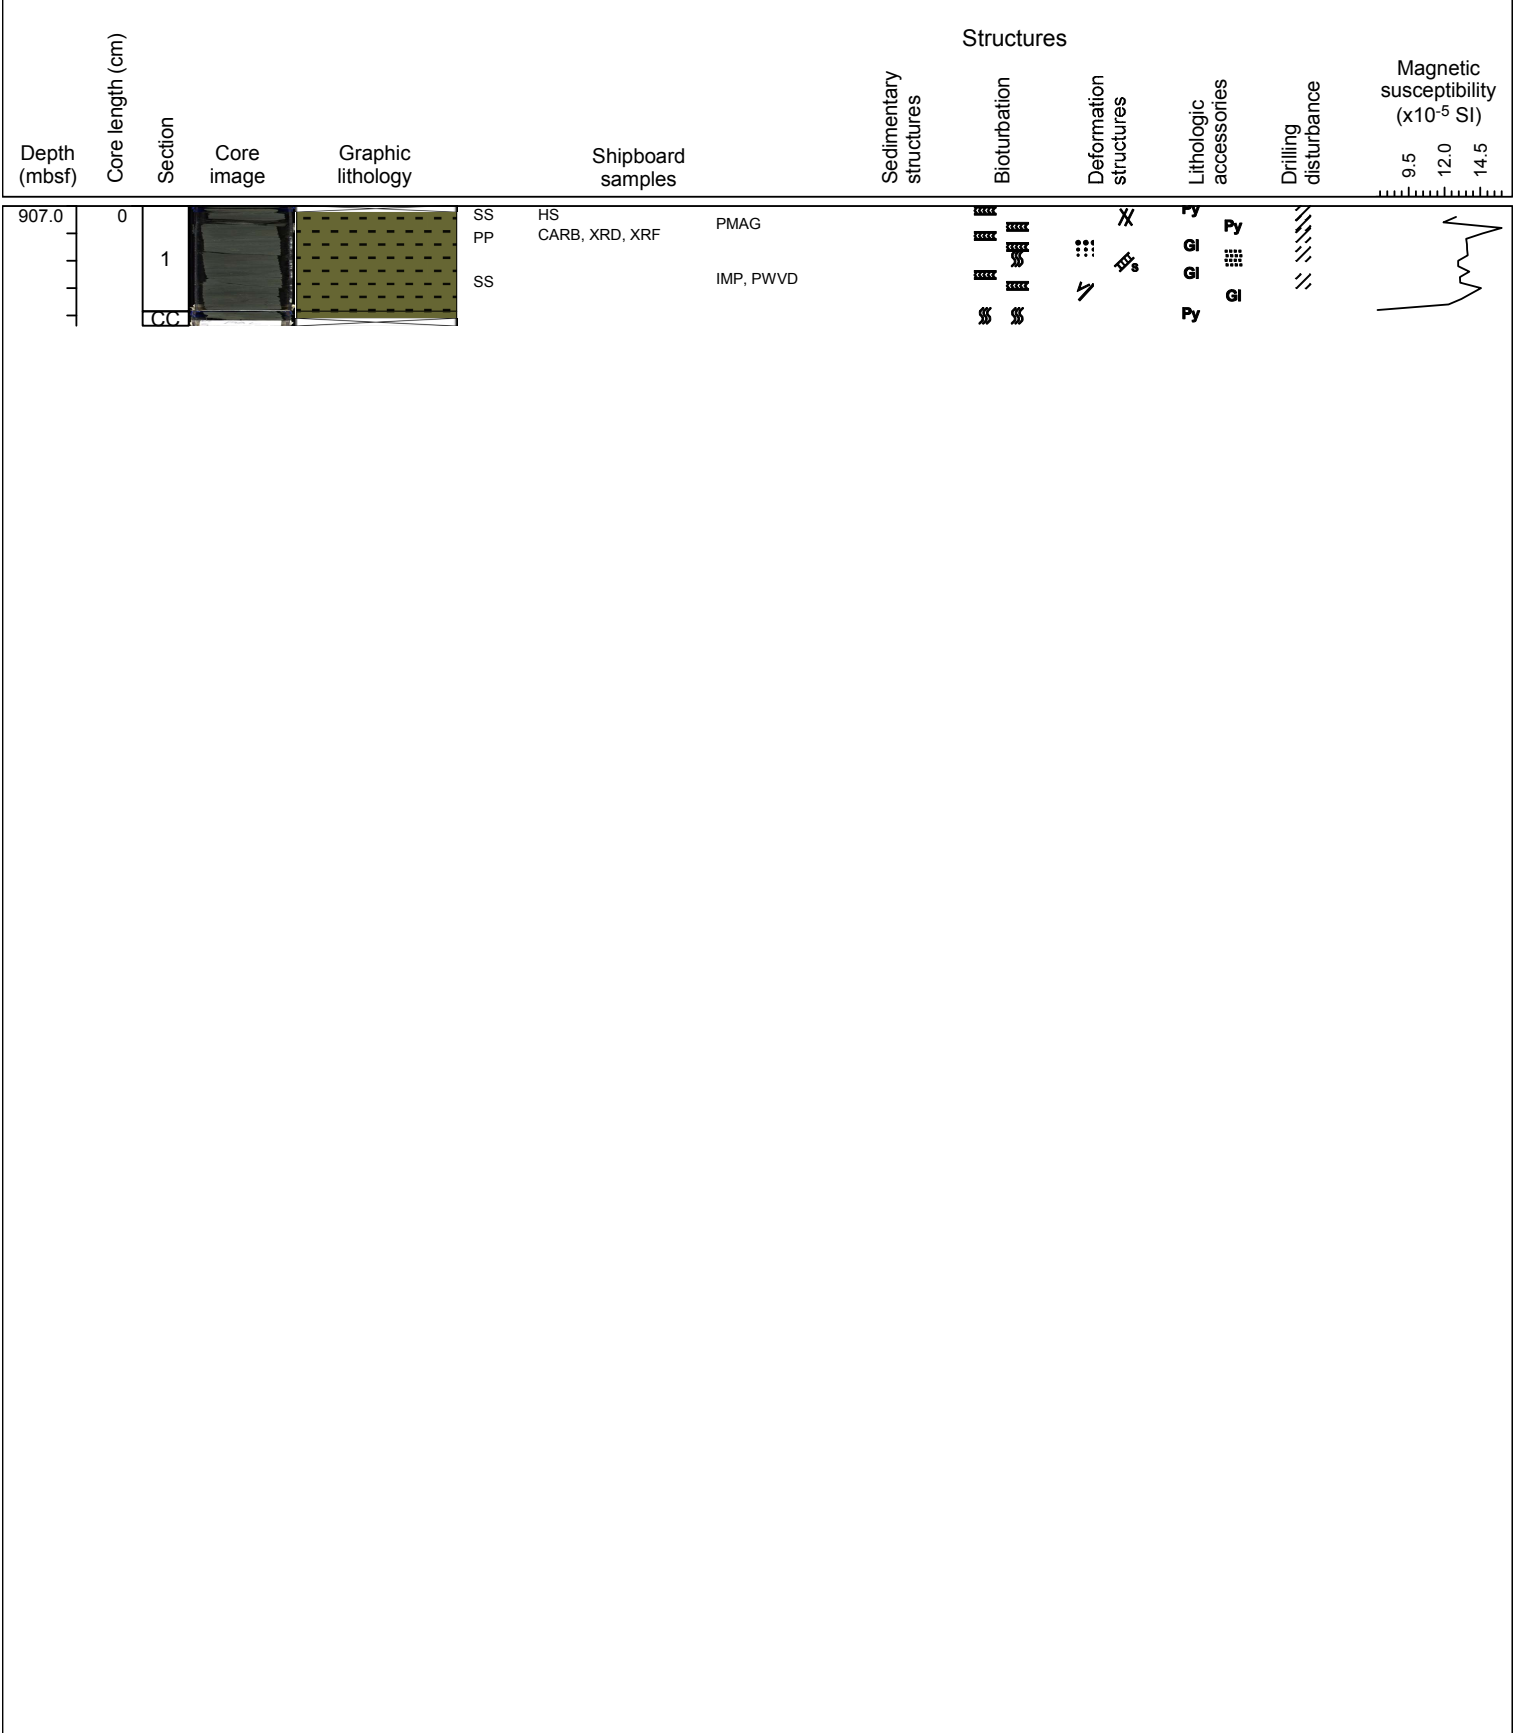 Structures
Depth
(mbsf)
Core length (cm)
Section
Core
image
Graphic
lithology
Shipboard
samples
Sedimentary
structures
Bioturbation
Deformation
structures
Lithologic
accessories
Drilling
disturbance
Magnetic
susceptibility
(x10-5 SI)
9.5 12.0 14.5
907.0 0 SS HS Py
PMAG Py
PP CARB, XRD, XRF
Gl
1
s
Gl
SS IMP, PWVD
Gl
CC Py